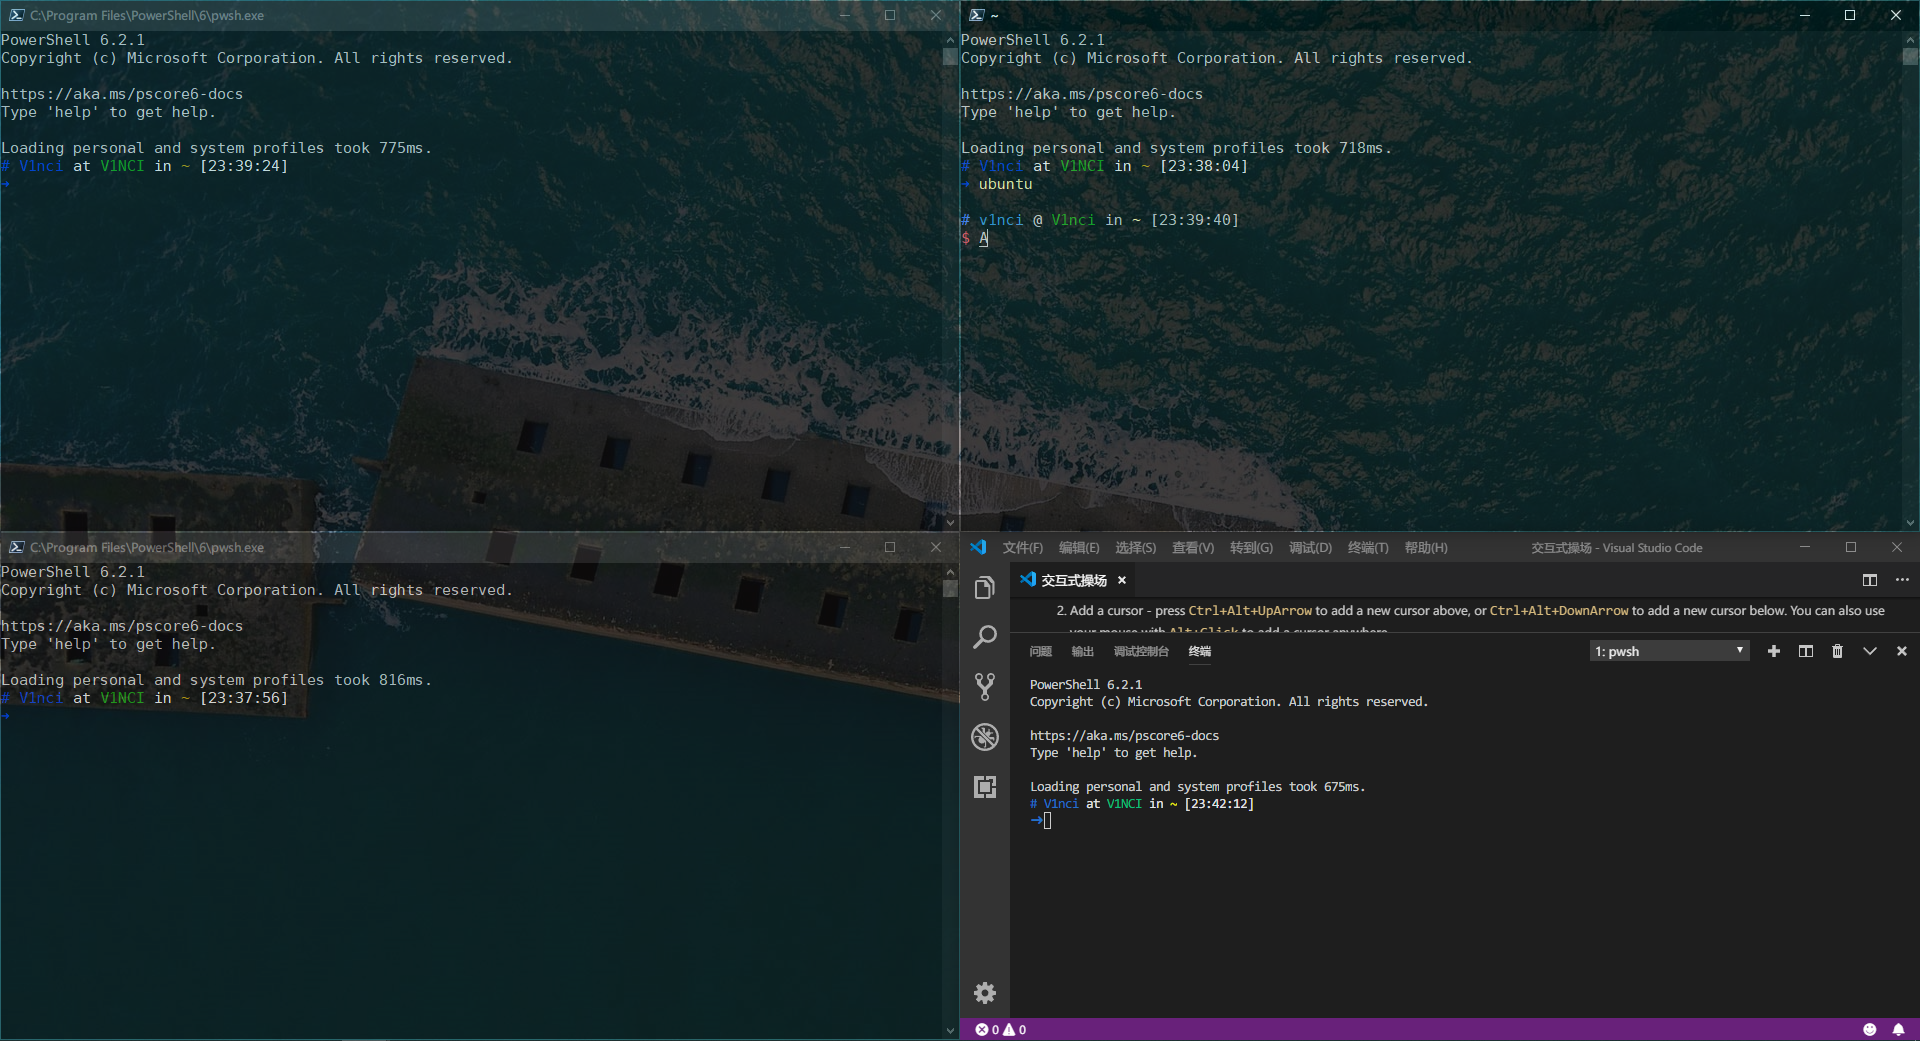 C:\Program Files\PowerShell\6\pwsh.exe
PowerShell 6.2.1
Copyright (c) Microsoft Corporation. All rights reserved.
https://aka.ms/pscore6-docs
Type 'help' to get help.
Loading personal and system profiles took 775ms.
# V1nci at V1NCI in ~ [23:39:24]
➜
~
PowerShell 6.2.1
Copyright (c) Microsoft Corporation. All rights reserved.
https://aka.ms/pscore6-docs
Type 'help' to get help.
Loading personal and system profiles took 718ms.
# V1nci at V1NCI in ~ [23:38:04]
➜ ubuntu
# v1nci @ V1nci in ~ [23:39:40]
$ A
C:\Program Files\PowerShell\6\pwsh.exe
PowerShell 6.2.1
Copyright (c) Microsoft Corporation. All rights reserved.
https://aka.ms/pscore6-docs
Type 'help' to get help.
Loading personal and system profiles took 816ms.
# V1nci at V1NCI in ~ [23:37:56]
➜
文件(F) 编辑(E) 选择(S) 查看(V) 转到(G) 调试(D) 终端(T) 帮助(H) 交互式操场 - Visual Studio Code
交互式操场
2. Add a cursor - press Ctrl+Alt+UpArrow to add a new cursor above, or Ctrl+Alt+DownArrow to add a new cursor below. You can also use
your mouse with Alt+Click to add a cursor anywhere
问题 输出 调试控制台 终端 1: pwsh
PowerShell 6.2.1
Copyright (c) Microsoft Corporation. All rights reserved.
https://aka.ms/pscore6-docs
Type 'help' to get help.
Loading personal and system profiles took 675ms.
# V1nci at V1NCI in ~ [23:42:12]
➜
0 0